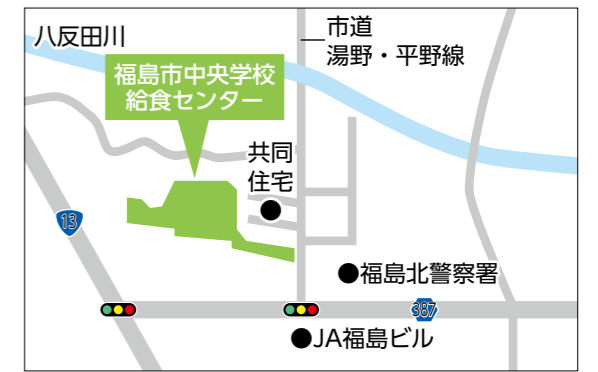 八反田川
市道
湯野・平野線
福島市中央学校
給食センター
共同
住宅
13
●福島北警察署
387
●JA福島ビル